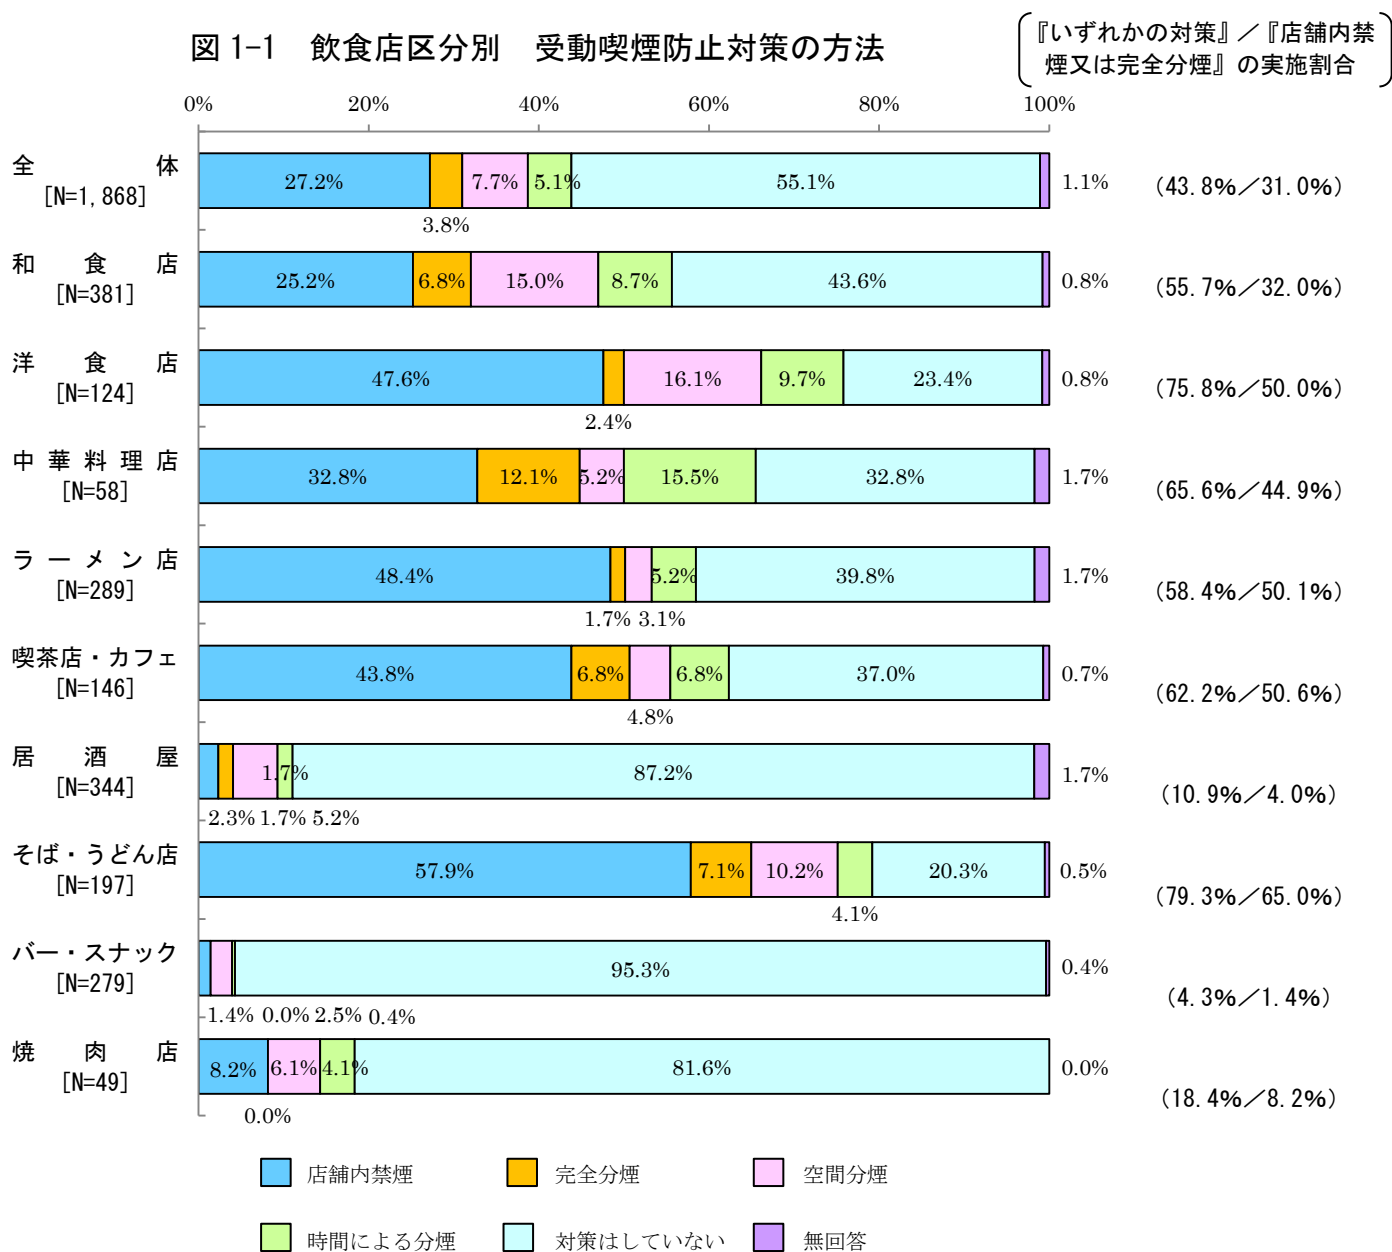 図 1-1　飲食店区分別　受動喫煙防止対策の方法
『いずれかの対策』／『店舗内禁
煙又は完全分煙』の実施割合
0% 20% 40% 60% 80% 100%
全体
[N=1,868]
27.2% 7.7% 5.1% 55.1% 1.1% （43.8%／31.0%）
3.8%
和食店
[N=381]
25.2% 6.8% 15.0% 8.7% 43.6% 0.8% （55.7%／32.0%）
洋食店
[N=124]
47.6% 16.1% 9.7% 23.4% 0.8% （75.8%／50.0%）
2.4%
中華料理店
[N=58]
32.8% 12.1% 5.2% 15.5% 32.8% 1.7% （65.6%／44.9%）
ラーメン店
[N=289]
48.4% 5.2% 39.8% 1.7% （58.4%／50.1%）
1.7% 3.1%
喫茶店・カフェ
[N=146]
43.8% 6.8% 6.8% 37.0% 0.7% （62.2%／50.6%）
4.8%
居酒屋
[N=344]
1.7% 87.2% 1.7% （10.9%／4.0%）
2.3% 1.7% 5.2%
そば・うどん店
[N=197]
57.9% 7.1% 10.2% 20.3% 0.5% （79.3%／65.0%）
4.1%
バー・スナック
[N=279]
95.3% 0.4% （4.3%／1.4%）
1.4% 0.0% 2.5% 0.4%
焼肉店
[N=49]
8.2% 6.1% 4.1% 81.6% 0.0% （18.4%／8.2%）
0.0%
店舗内禁煙 完全分煙 空間分煙
時間による分煙 対策はしていない 無回答